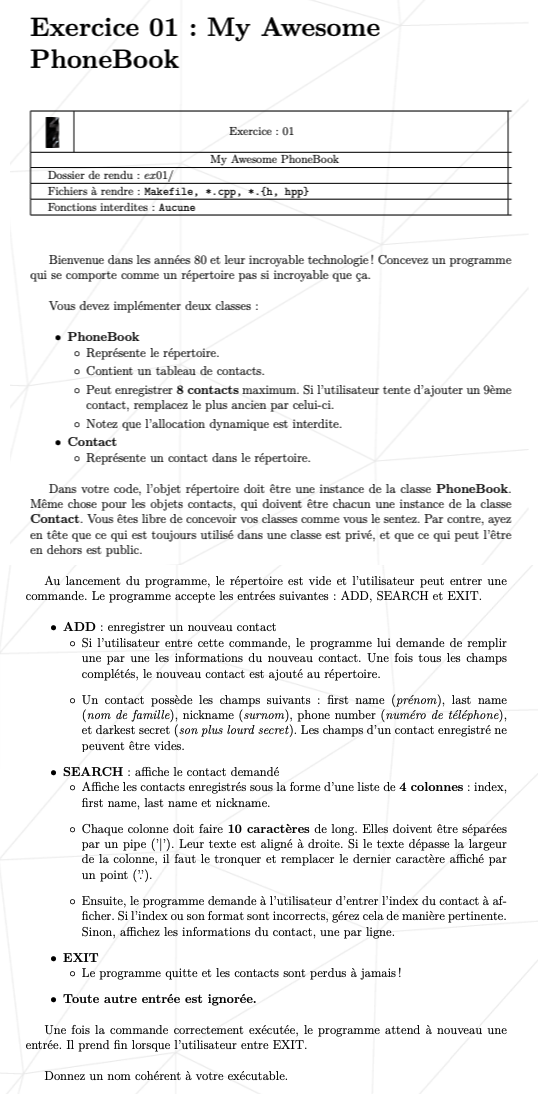 Exercice 01 : My Awesome
PhoneBook
Exercice : 01
My Awesome PhoneBook
Dossier de rendu : ex01/
Fichiers à rendre : Makefile, *.cpp, *.{h, hpp}
Fonctions interdites : Aucune
Bienvenue dans les années 80 et leur incroyable technologie ! Concevez un programme
qui se comporte comme un répertoire pas si incroyable que ça.
Vous devez implémenter deux classes :
• PhoneBook
◦ Représente le répertoire.
◦ Contient un tableau de contacts.
◦ Peut enregistrer 8 contacts maximum. Si l'utilisateur tente d'ajouter un 9ème
contact, remplacez le plus ancien par celui-ci.
◦ Notez que l'allocation dynamique est interdite.
• Contact
◦ Représente un contact dans le répertoire.
Dans votre code, l'objet répertoire doit être une instance de la classe PhoneBook.
Même chose pour les objets contacts, qui doivent être chacun une instance de la classe
Contact. Vous êtes libre de concevoir vos classes comme vous le sentez. Par contre, ayez
en tête que ce qui est toujours utilisé dans une classe est privé, et que ce qui peut l'être
en dehors est public.
Au lancement du programme, le répertoire est vide et l'utilisateur peut entrer une
commande. Le programme accepte les entrées suivantes : ADD, SEARCH et EXIT.
• ADD : enregistrer un nouveau contact
◦ Si l'utilisateur entre cette commande, le programme lui demande de remplir
une par une les informations du nouveau contact. Une fois tous les champs
complétés, le nouveau contact est ajouté au répertoire.
◦ Un contact possède les champs suivants : first name (prénom), last name
(nom de famille), nickname (surnom), phone number (numéro de téléphone),
et darkest secret (son plus lourd secret). Les champs d'un contact enregistré ne
peuvent être vides.
• SEARCH : affiche le contact demandé
◦ Affiche les contacts enregistrés sous la forme d'une liste de 4 colonnes : index,
first name, last name et nickname.
◦ Chaque colonne doit faire 10 caractères de long. Elles doivent être séparées
par un pipe ('|'). Leur texte est aligné à droite. Si le texte dépasse la largeur
de la colonne, il faut le tronquer et remplacer le dernier caractère affiché par
un point ('.').
◦ Ensuite, le programme demande à l'utilisateur d'entrer l'index du contact à af-
ficher. Si l'index ou son format sont incorrects, gérez cela de manière pertinente.
Sinon, affichez les informations du contact, une par ligne.
• EXIT
◦ Le programme quitte et les contacts sont perdus à jamais !
• Toute autre entrée est ignorée.
Une fois la commande correctement exécutée, le programme attend à nouveau une
entrée. Il prend fin lorsque l'utilisateur entre EXIT.
Donnez un nom cohérent à votre exécutable.